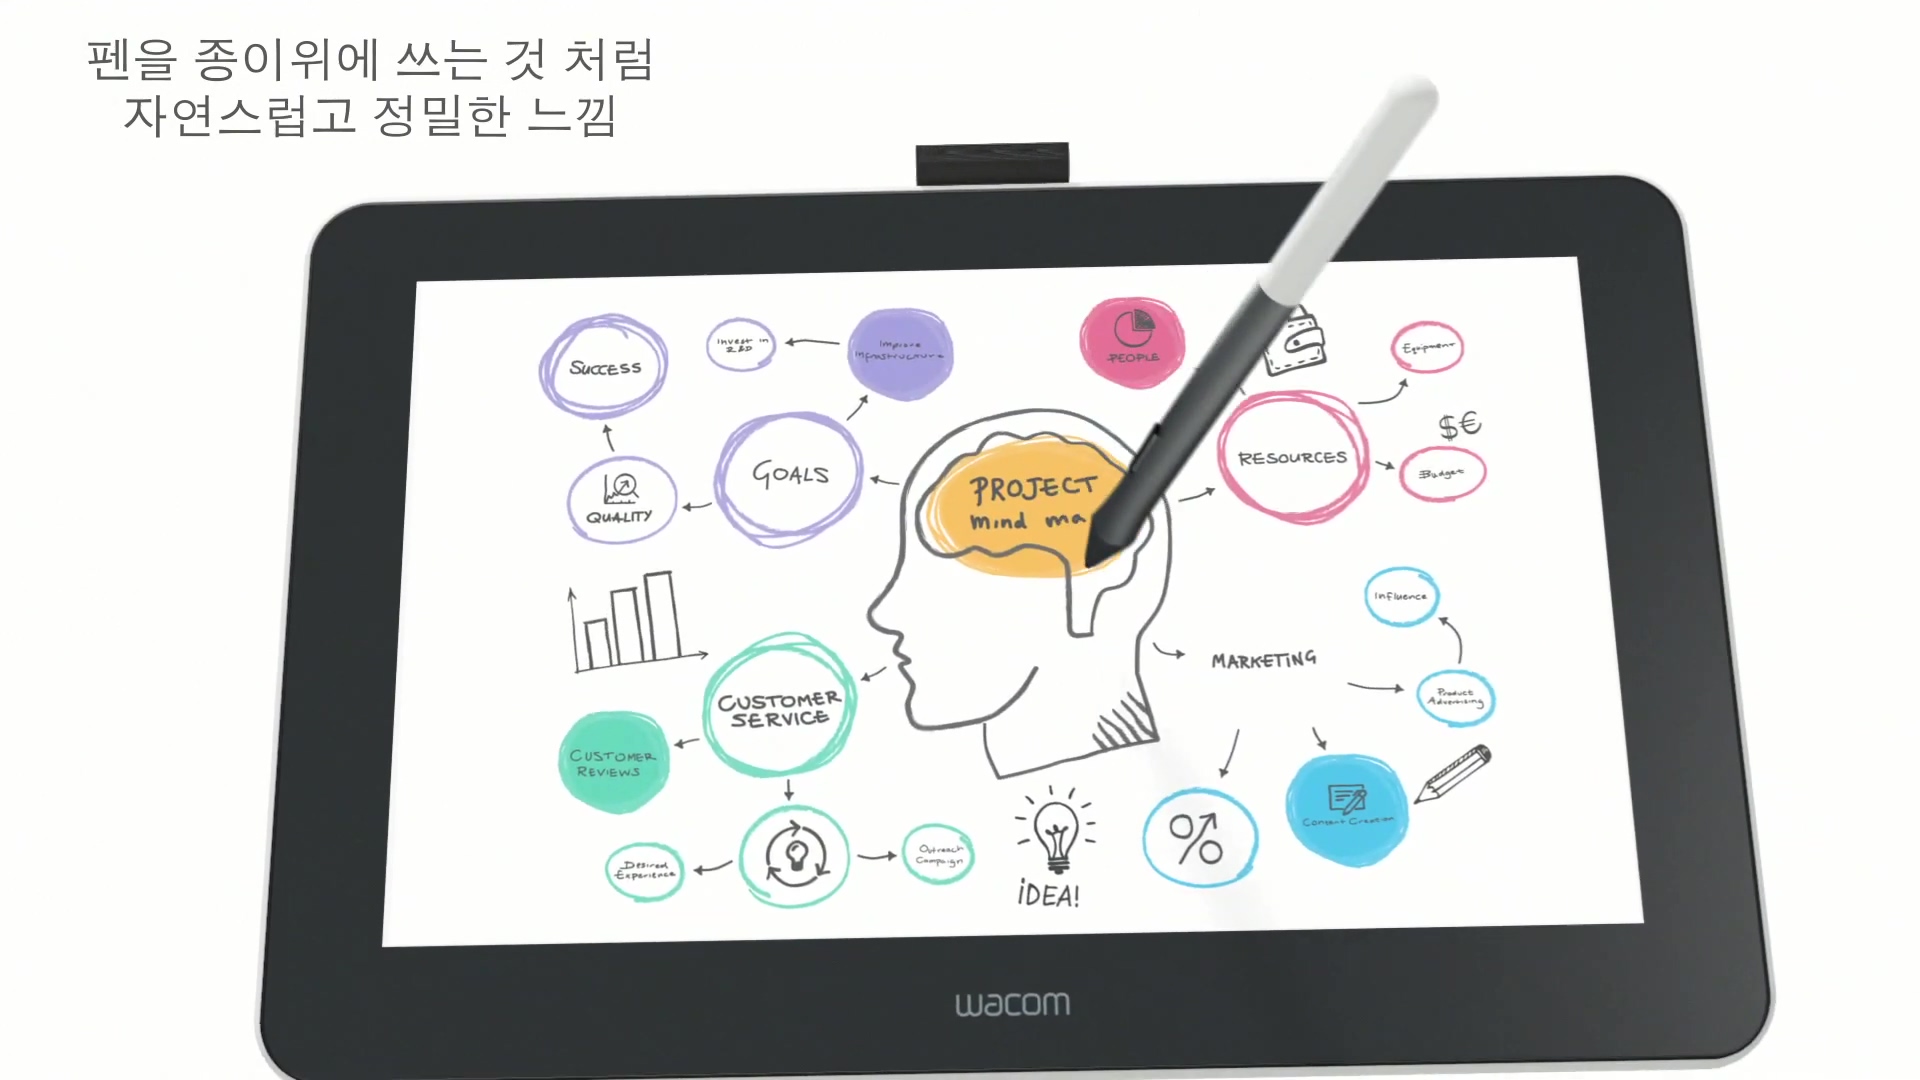 펜을 종이위에 쓰는 것 처럼
자연스럽고 정밀한 느낌
SUCCESS
Invest in
R&D
Improve
Infrastructure
PEOPLE
Equipment
GOALS
$€
RESOURCES
Budget
QUALITY
PROJECT
mind ma
Influence
MARKETING
Product
Advertising
CUSTOMER
SERVICE
CUSTOMER
REVIEWS
Content Creation
Desired
Experience
Outreach
Campaign
iDEA!
wacom